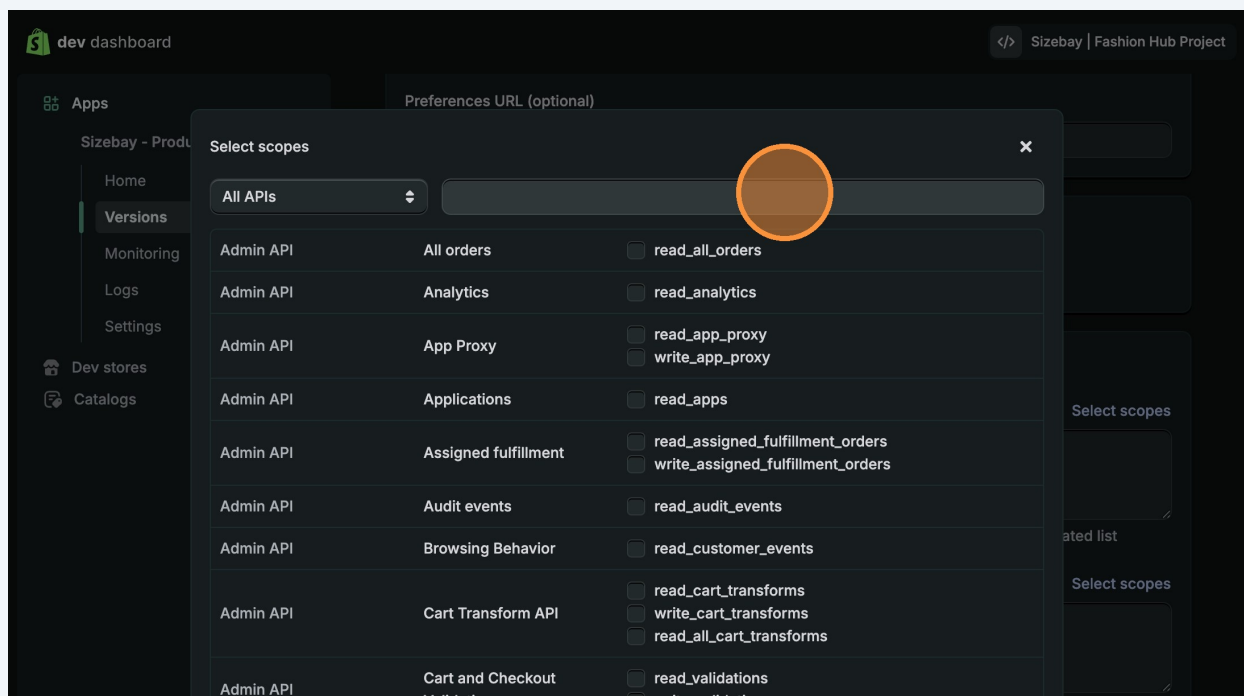 dev dashboard
Sizebay | Fashion Hub Project
Apps
Preferences URL (optional)
Sizebay - Produ
Select scopes
Home
All APIs
Versions
Admin API All orders read_all_orders
Monitoring
Logs
Admin API Analytics read_analytics
Settings
Admin API App Proxy read_app_proxy
write_app_proxy
Dev stores
Catalogs
Admin API Applications read_apps
Select scopes
Admin API Assigned fulfillment read_assigned_fulfillment_orders
write_assigned_fulfillment_orders
Admin API Audit events read_audit_events
ated list
Admin API Browsing Behavior read_customer_events
Select scopes
Admin API Cart Transform API read_cart_transforms
write_cart_transforms
read_all_cart_transforms
Admin API Cart and Checkout read_validations